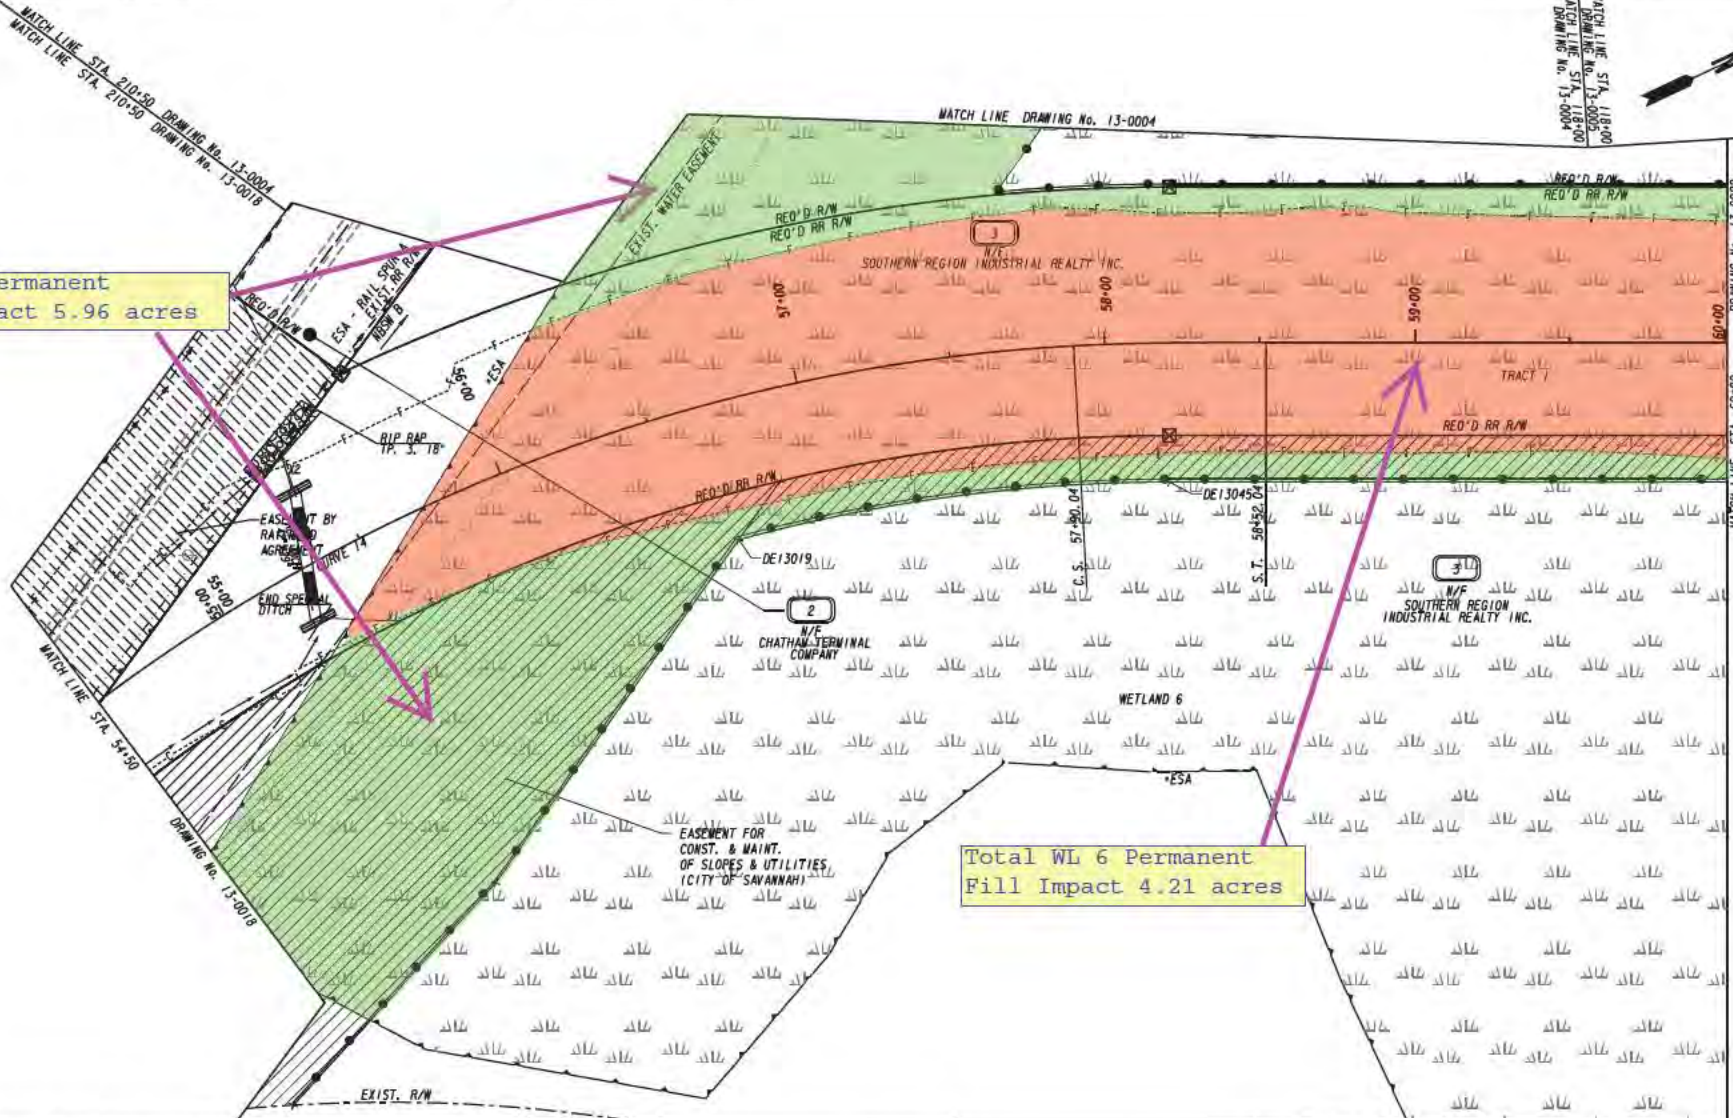 MATCH LINE STA. 210+50 DRAWING No. 13-0004
MATCH LINE STA. 210+50 DRAWING No. 13-0018
MATCH LINE DRAWING No. 13-0004
MATCH LINE STA. 118+00
DRAWING No. 13-0005
MATCH LINE STA. 118+00
DRAWING No. 13-0004
EXIST. WATER EASEMENT
REQ'D R/W
REQ'D RR R/W
REQ'D R/W
REQ'D RR R/W
3
N/F
SOUTHERN REGION INDUSTRIAL REALTY INC.
ermanent
act 5.96 acres
REQ'D R/W
ESA - RAIL SPUR A
EXIST. RR R/W
56+00
ESA
57+00
58+00
59+00
60+00
TRACT 1
REQ'D RR R/W
RIP RAP
TP. 3. 18"
REQ'D RR R/W
DE13045
C.S. 57+90.04
S.T. 58+52.04
EASEMENT BY
AGREEMENT
CURVE 14
55+00
END SPECIAL
DITCH
DE13019
2
N/F
CHATHAM TERMINAL
COMPANY
3
N/F
SOUTHERN REGION
INDUSTRIAL REALTY INC.
WETLAND 6
ESA
MATCH LINE STA. 54+50
DRAWING No. 13-0018
EASEMENT FOR
CONST. & MAINT.
OF SLOPES & UTILITIES
(CITY OF SAVANNAH)
Total WL 6 Permanent
Fill Impact 4.21 acres
EXIST. R/W